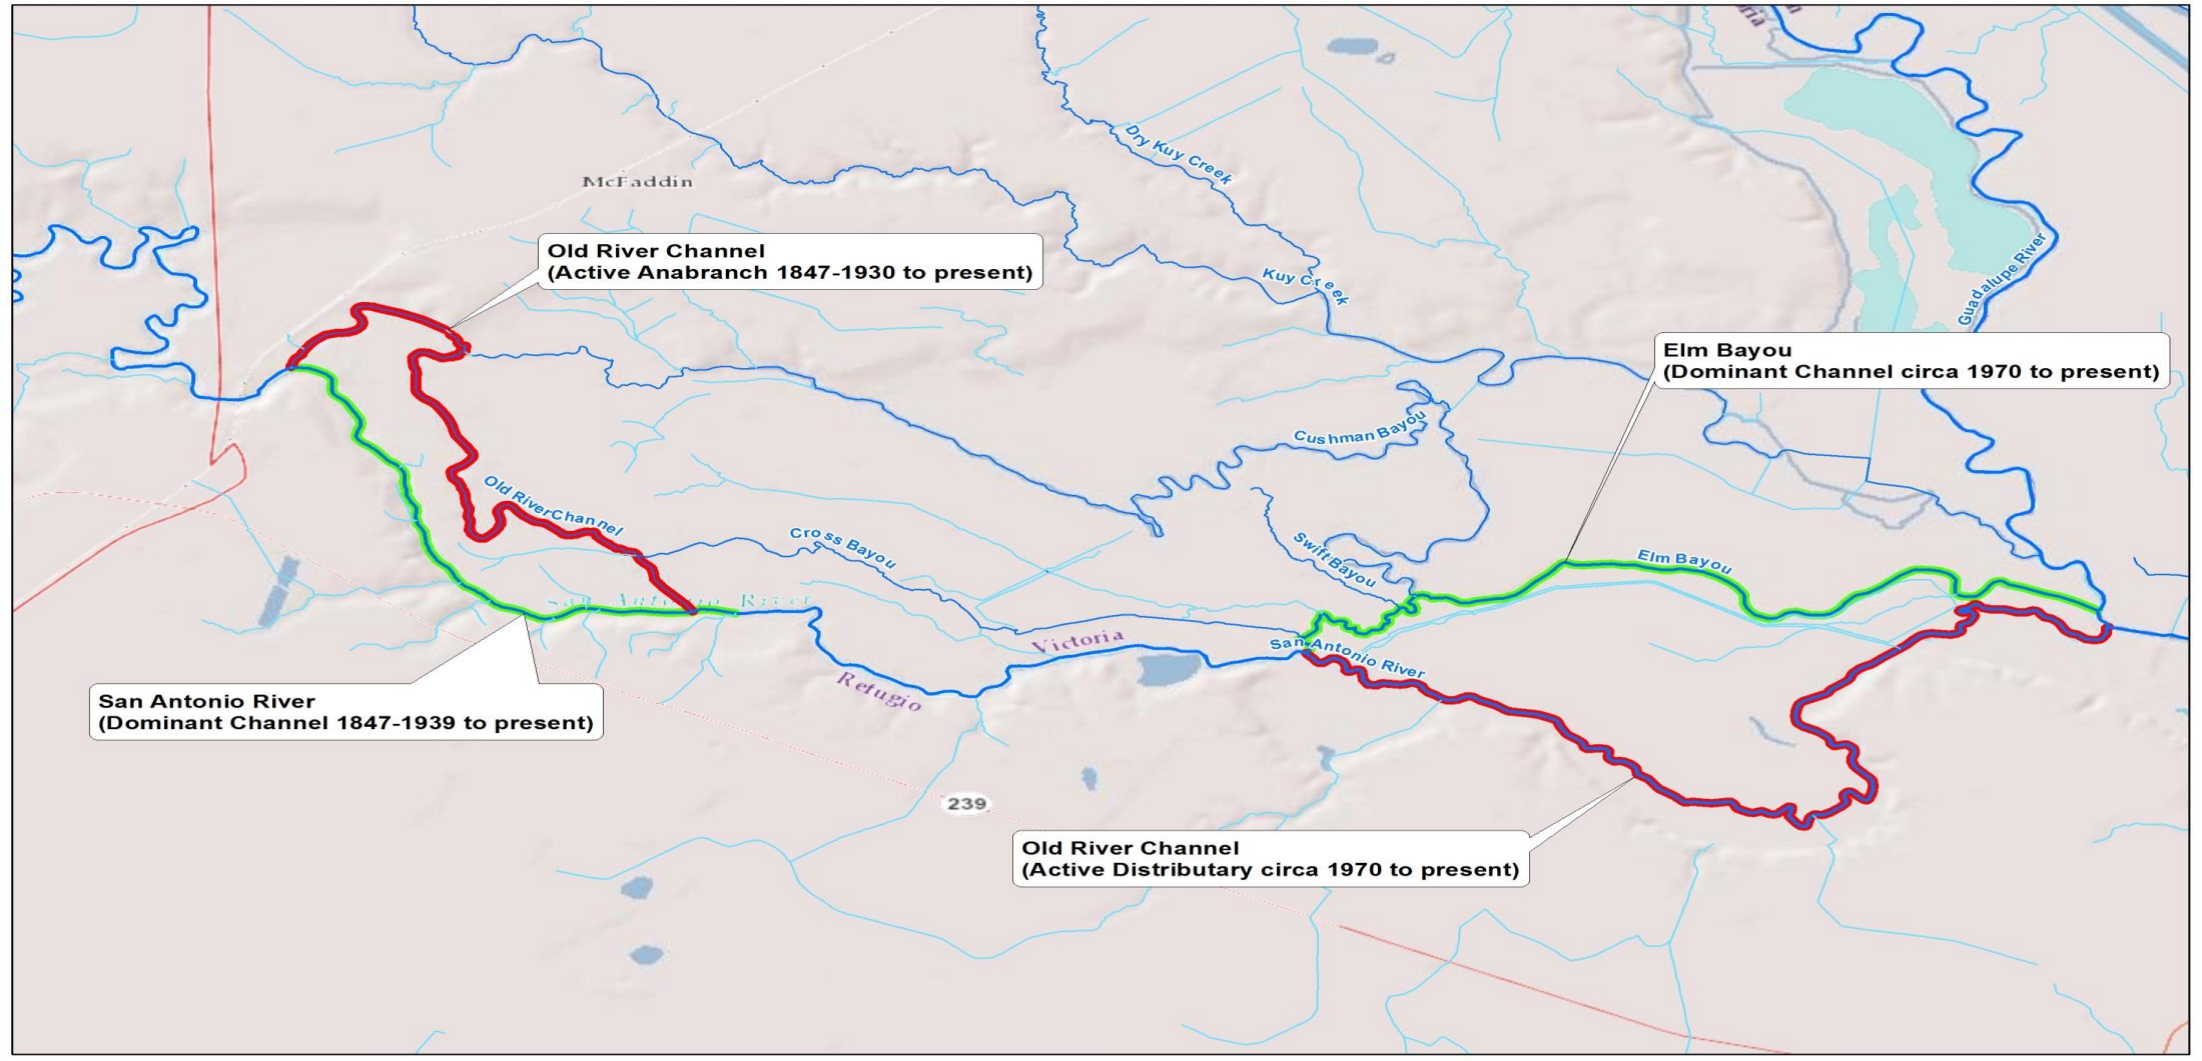 ria
Dry Kuy Creek
McFaddin
Old River Channel
(Active Anabranch 1847-1930 to present)
Kuy Creek
Guadalupe River
Elm Bayou
(Dominant Channel circa 1970 to present)
Cushman Bayou
Old River Channel
Cross Bayou
Swift Bayou
Elm Bayou
San Antonio River
Victoria
San Antonio River
Refugio
San Antonio River
(Dominant Channel 1847-1939 to present)
239
Old River Channel
(Active Distributary circa 1970 to present)